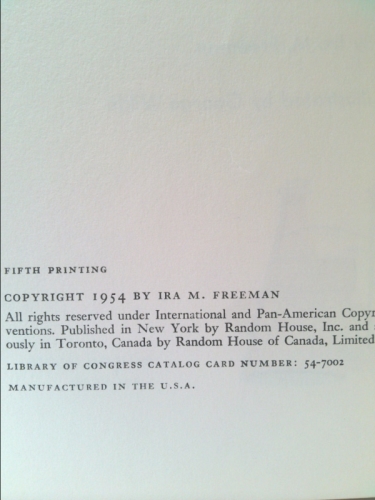 FIFTH PRINTING
COPYRIGHT 1954 BY IRA M. FREEMAN
All rights reserved under International and Pan-American Copyr
ventions. Published in New York by Random House, Inc. and
ously in Toronto, Canada by Random House of Canada, Limited
LIBRARY OF CONGRESS CATALOG CARD NUMBER: 54-7002
MANUFACTURED IN THE U.S.A.